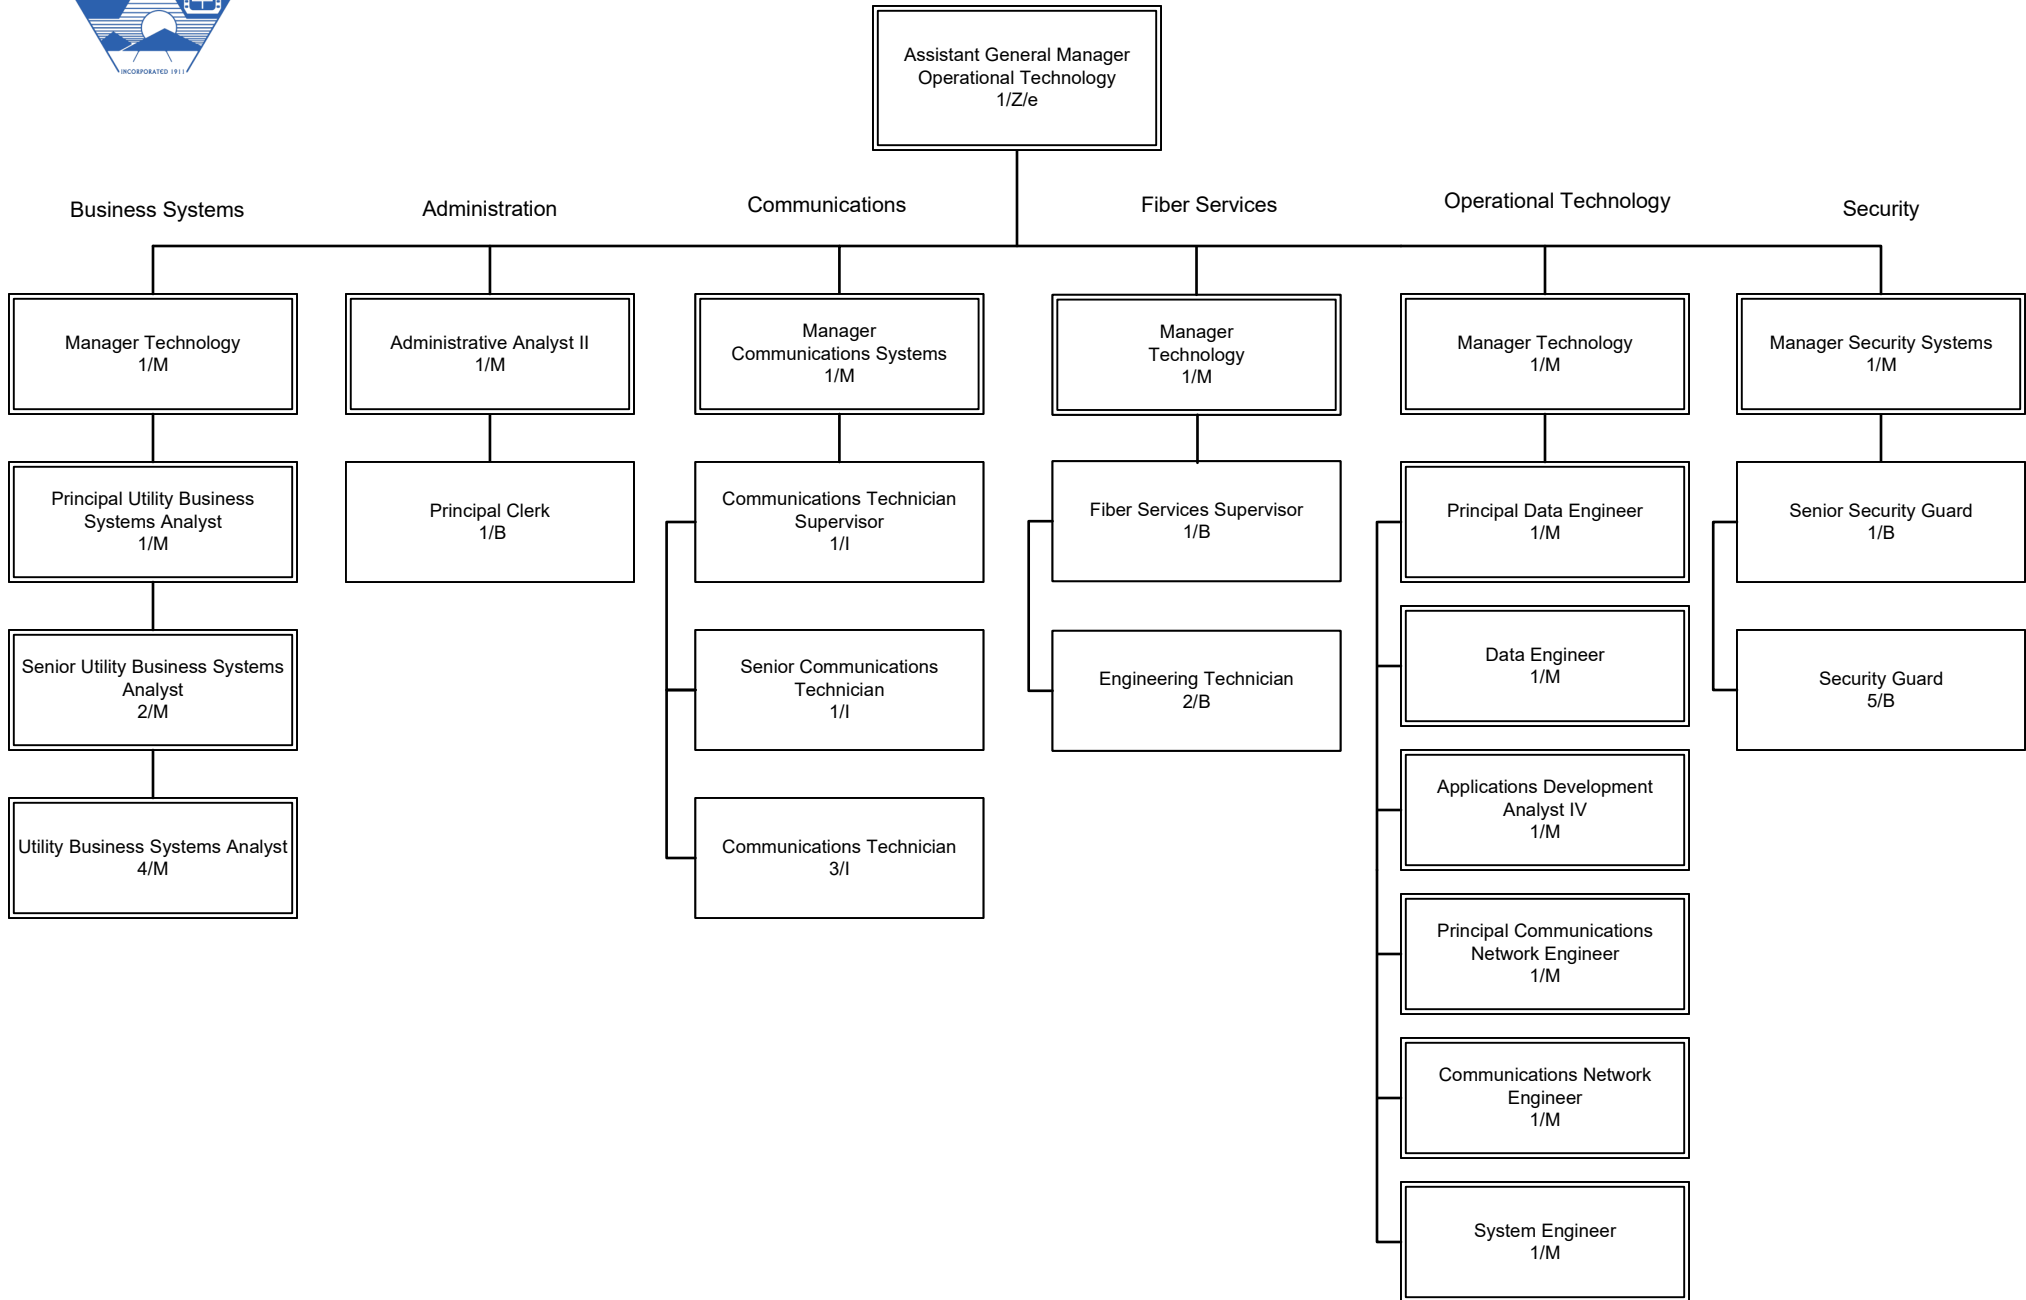 INCORPORATED 1911
Assistant General Manager
Operational Technology
1/Z/e
Business Systems
Administration
Communications
Fiber Services
Operational Technology
Security
Manager Technology
1/M
Administrative Analyst II
1/M
Manager
Communications Systems
1/M
Manager
Technology
1/M
Manager Technology
1/M
Manager Security Systems
1/M
Principal Utility Business
Systems Analyst
1/M
Principal Clerk
1/B
Communications Technician
Supervisor
1/I
Fiber Services Supervisor
1/B
Principal Data Engineer
1/M
Senior Security Guard
1/B
Senior Utility Business Systems
Analyst
2/M
Senior Communications
Technician
1/I
Engineering Technician
2/B
Data Engineer
1/M
Security Guard
5/B
Utility Business Systems Analyst
4/M
Communications Technician
3/I
Applications Development
Analyst IV
1/M
Principal Communications
Network Engineer
1/M
Communications Network
Engineer
1/M
System Engineer
1/M